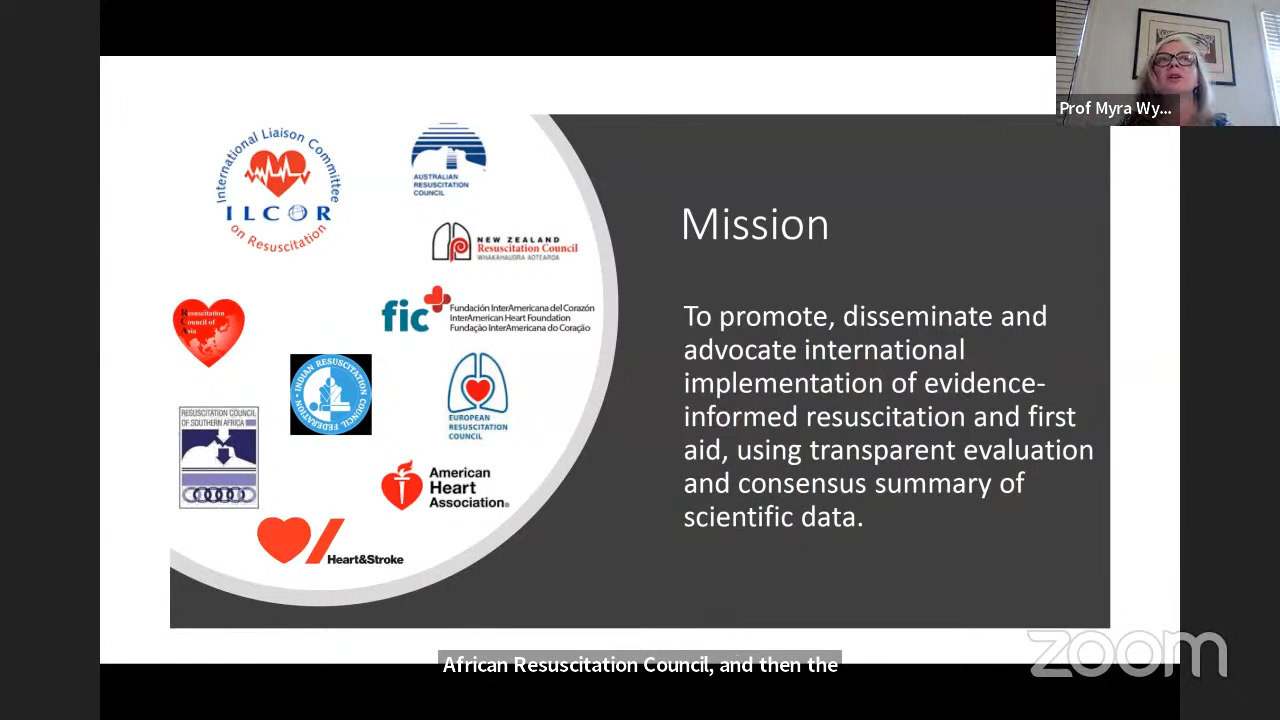 Prof Myra Wy...
International Liaison Committee
ILCOR
on Resuscitation
AUSTRALIAN
RESUSCITATION
COUNCIL
NEW ZEALAND
Resuscitation Council
WHAKAHAUORA AOTEAROA
Resuscitation
Council of
Asia
fic
Fundación InterAmericana del Corazón
InterAmerican Heart Foundation
Fundação InterAmericana do Coração
INDIAN RESUSCITATION
COUNCIL FEDERATION
EUROPEAN
RESUSCITATION
COUNCIL
RESUSCITATION COUNCIL
OF SOUTHERN AFRICA
American
Heart
Association®
Heart&Stroke
Mission
To promote, disseminate and
advocate international
implementation of evidence-
informed resuscitation and first
aid, using transparent evaluation
and consensus summary of
scientific data.
zoom
African Resuscitation Council, and then the